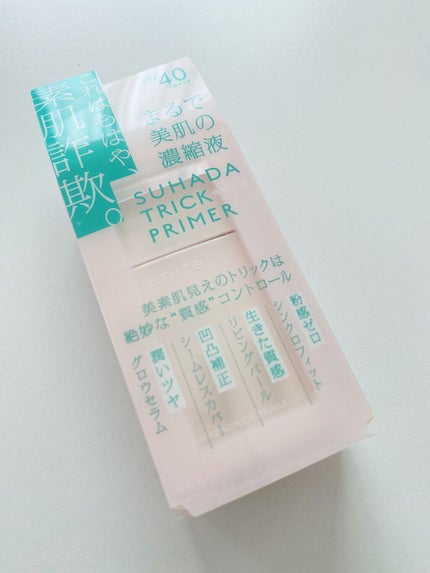 これはもはや、
素肌詐欺。
SPF
40
PA+++
まるで
美肌の
濃縮液
SUHADA
TRICK
PRIMER
imite
美素肌見えのトリックは
絶妙な“質感”コントロール
粉感ゼロ
シンクロフィット
生きた質感
リビングパール
凹凸補正
シームレスカバー
潤いツヤ
グロウセラム